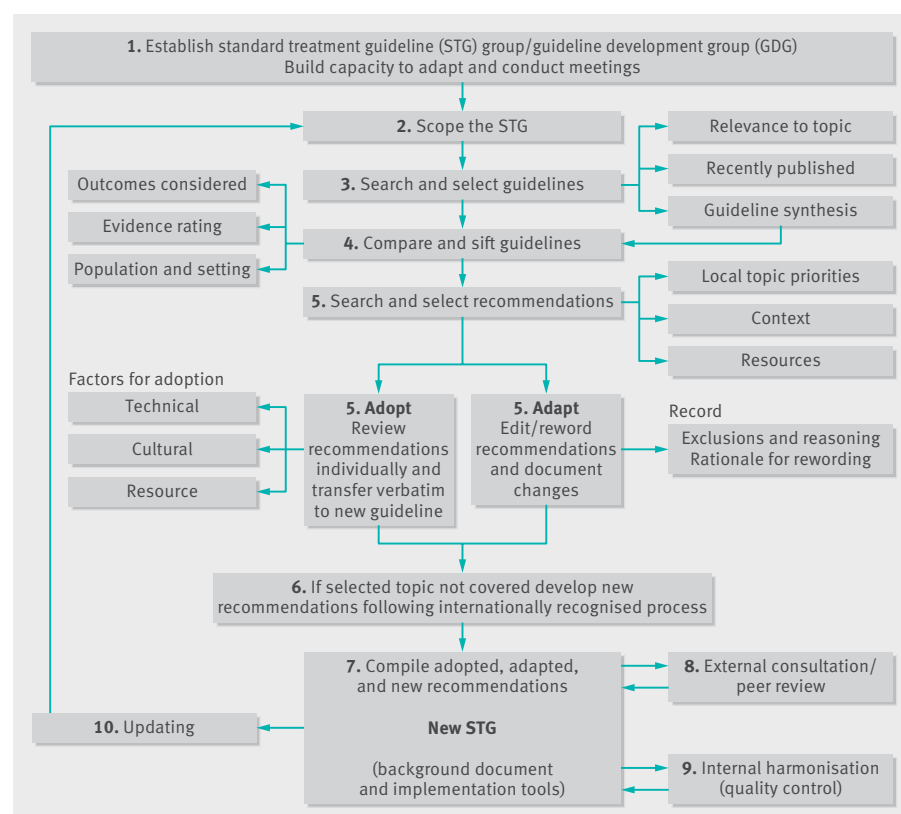 1. Establish standard treatment guideline (STG) group/guideline development group (GDG)
Build capacity to adapt and conduct meetings
2. Scope the STG
Relevance to topic
Recently published
Guideline synthesis
3. Search and select guidelines
Outcomes considered
Evidence rating
Population and setting
4. Compare and sift guidelines
5. Search and select recommendations
Local topic priorities
Context
Resources
Factors for adoption
Technical
Cultural
Resource
5. Adopt
Review
recommendations
individually and
transfer verbatim
to new guideline
5. Adapt
Edit/reword
recommendations
and document
changes
Record
Exclusions and reasoning
Rationale for rewording
6. If selected topic not covered develop new
recommendations following internationally recognised process
7. Compile adopted, adapted,
and new recommendations
New STG
(background document
and implementation tools)
8. External consultation/
peer review
9. Internal harmonisation
(quality control)
10. Updating